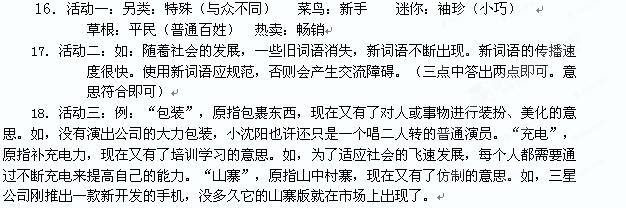 16. 活动一：另类：特殊（与众不同） 菜鸟：新手 迷你：袖珍（小巧）
草根：平民（普通百姓） 热卖：畅销
17. 活动二：如：随着社会的发展，一些旧词语消失，新词语不断出现。新词语的传播速
度很快。使用新词语应规范，否则会产生交流障碍。（三点中答出两点即可。意
思符合即可）
18. 活动三：例：“包装”，原指包裹东西，现在又有了对人或事物进行装扮、美化的意
思。如，没有演出公司的大力包装，小沈阳也许还只是一个唱二人转的普通演员。“充电”，
原指补充电力，现在又有了培训学习的意思。如，为了适应社会的飞速发展，每个人都需要通
过不断充电来提高自己的能力。“山寨”，原指山中村寨，现在又有了仿制的意思。如，三星
公司刚推出一款新开发的手机，没多久它的山寨版就在市场上出现了。